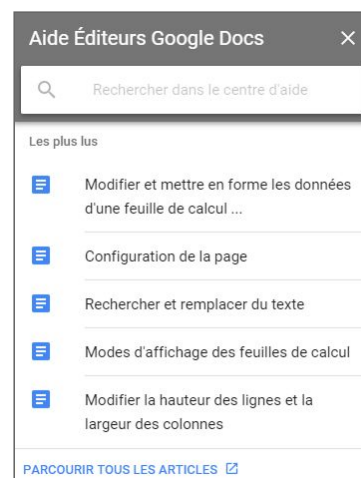 Aide Éditeurs Google Docs
Rechercher dans le centre d'aide
Les plus lus
Modifier et mettre en forme les données
d'une feuille de calcul ...
Configuration de la page
Rechercher et remplacer du texte
Modes d'affichage des feuilles de calcul
Modifier la hauteur des lignes et la
largeur des colonnes
PARCOURIR TOUS LES ARTICLES